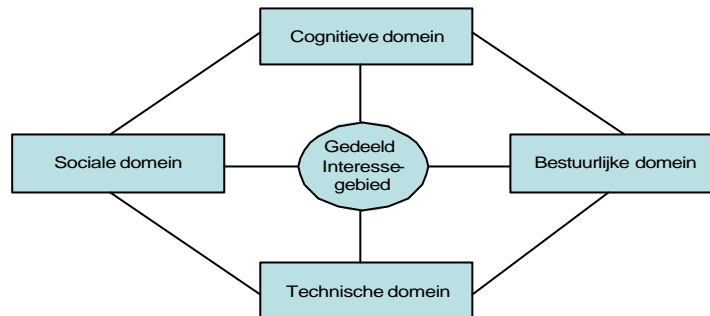 Cognitieve domein
Sociale domein
Gedeeld
Interesse-
gebied
Bestuurlijke domein
Technische domein